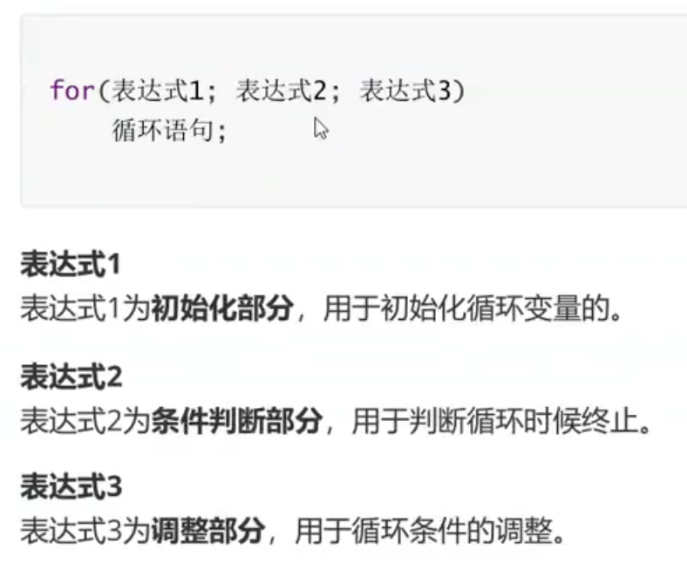 for(表达式1; 表达式2; 表达式3)
循环语句;
表达式1
表达式1为初始化部分，用于初始化循环变量的。
表达式2
表达式2为条件判断部分，用于判断循环时候终止。
表达式3
表达式3为调整部分，用于循环条件的调整。